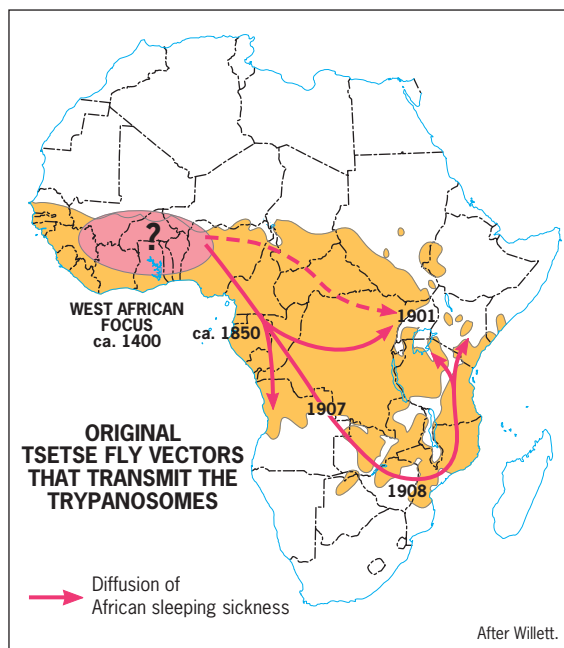 ?
WEST AFRICAN
FOCUS
ca. 1400
ca. 1850
1901
1907
1908
ORIGINAL
TSETSE FLY VECTORS
THAT TRANSMIT THE
TRYPANOSOMES
Diffusion of
African sleeping sickness
After Willett.